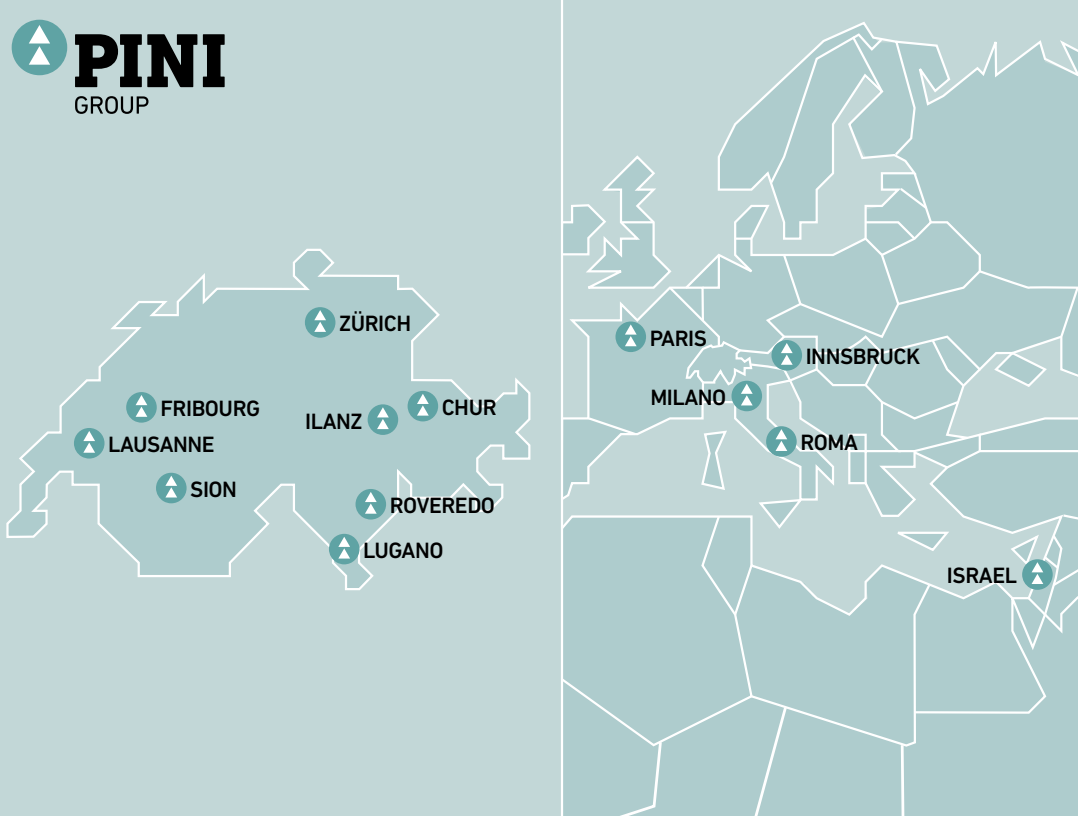 PINI
GROUP
ZÜRICH
FRIBOURG
ILANZ
CHUR
LAUSANNE
SION
ROVEREDO
LUGANO
PARIS
INNSBRUCK
MILANO
ROMA
ISRAEL